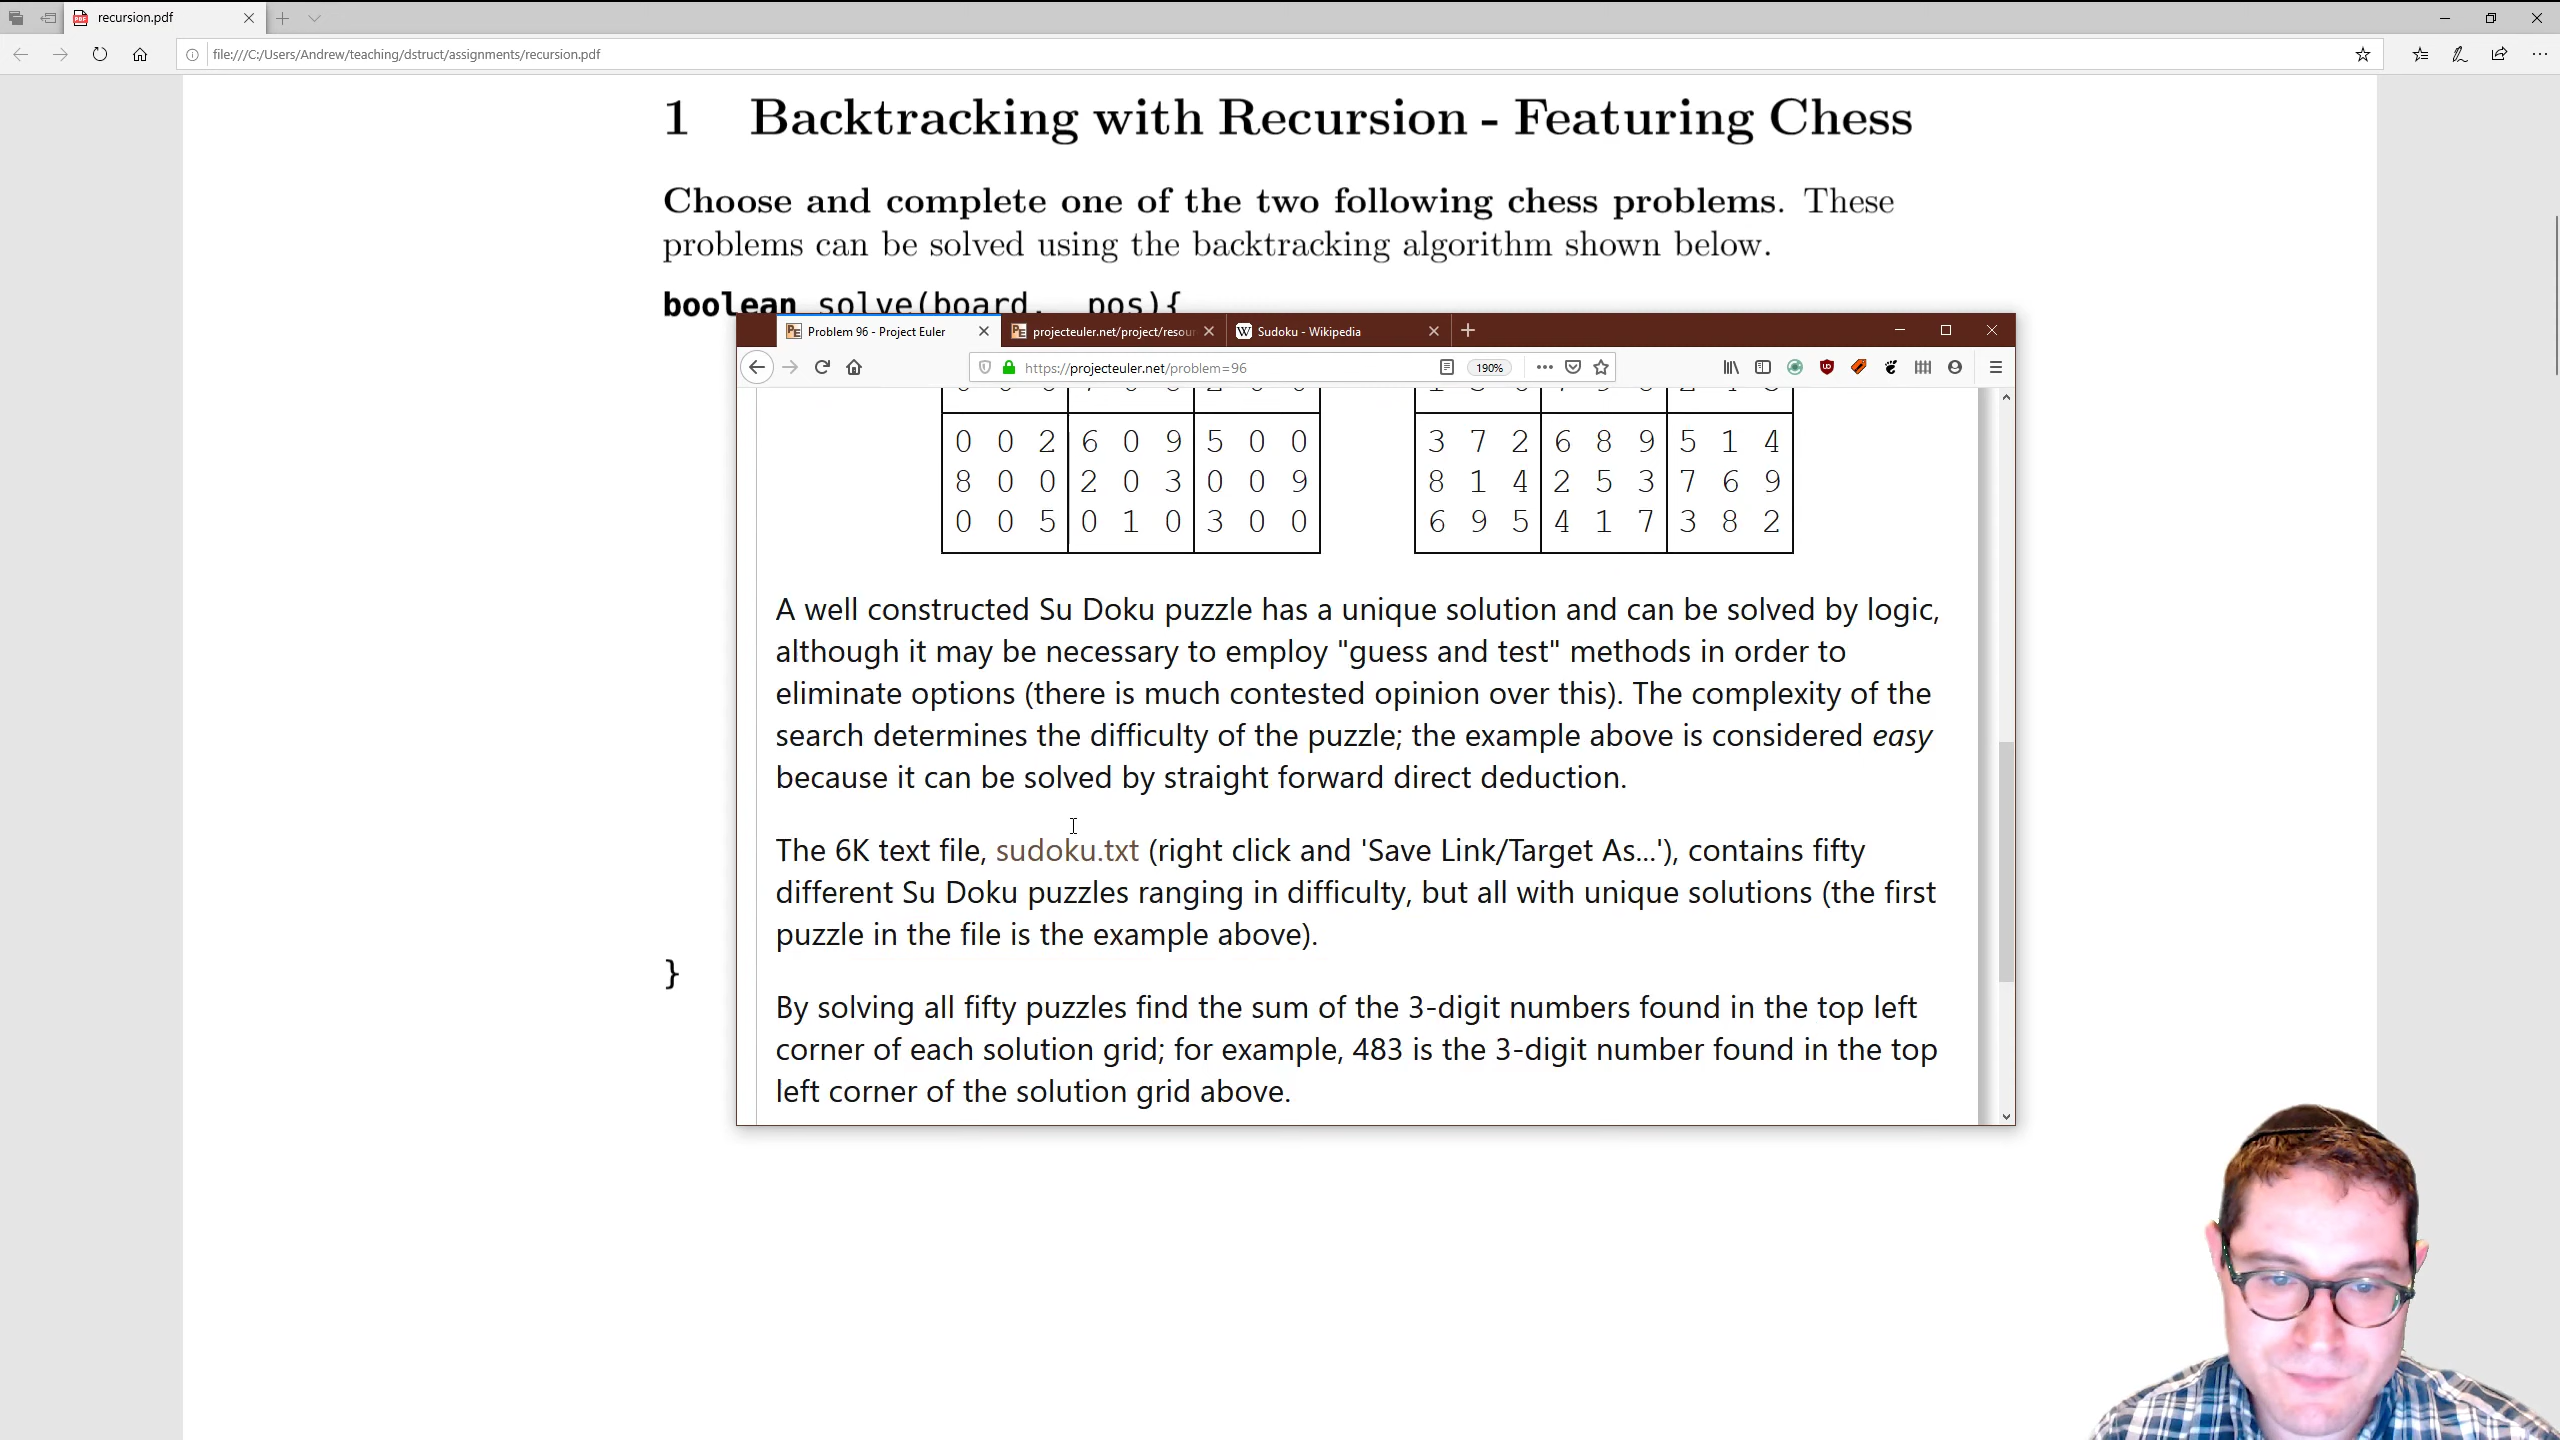 recursion.pdf
file:///C:/Users/Andrew/teaching/dstruct/assignments/recursion.pdf
1 Backtracking with Recursion - Featuring Chess
Choose and complete one of the two following chess problems. These
problems can be solved using the backtracking algorithm shown below.
boolean solve(board, pos){
Problem 96 - Project Euler
projecteuler.net/project/resour
Sudoku - Wikipedia
https://projecteuler.net/problem=96
190%
0 0 2 6 0 9 5 0 0
8 0 0 2 0 3 0 0 9
0 0 5 0 1 0 3 0 0
3 7 2 6 8 9 5 1 4
8 1 4 2 5 3 7 6 9
6 9 5 4 1 7 3 8 2
A well constructed Su Doku puzzle has a unique solution and can be solved by logic,
although it may be necessary to employ "guess and test" methods in order to
eliminate options (there is much contested opinion over this). The complexity of the
search determines the difficulty of the puzzle; the example above is considered easy
because it can be solved by straight forward direct deduction.
The 6K text file, sudoku.txt (right click and 'Save Link/Target As...'), contains fifty
different Su Doku puzzles ranging in difficulty, but all with unique solutions (the first
puzzle in the file is the example above).
By solving all fifty puzzles find the sum of the 3-digit numbers found in the top left
corner of each solution grid; for example, 483 is the 3-digit number found in the top
left corner of the solution grid above.
}